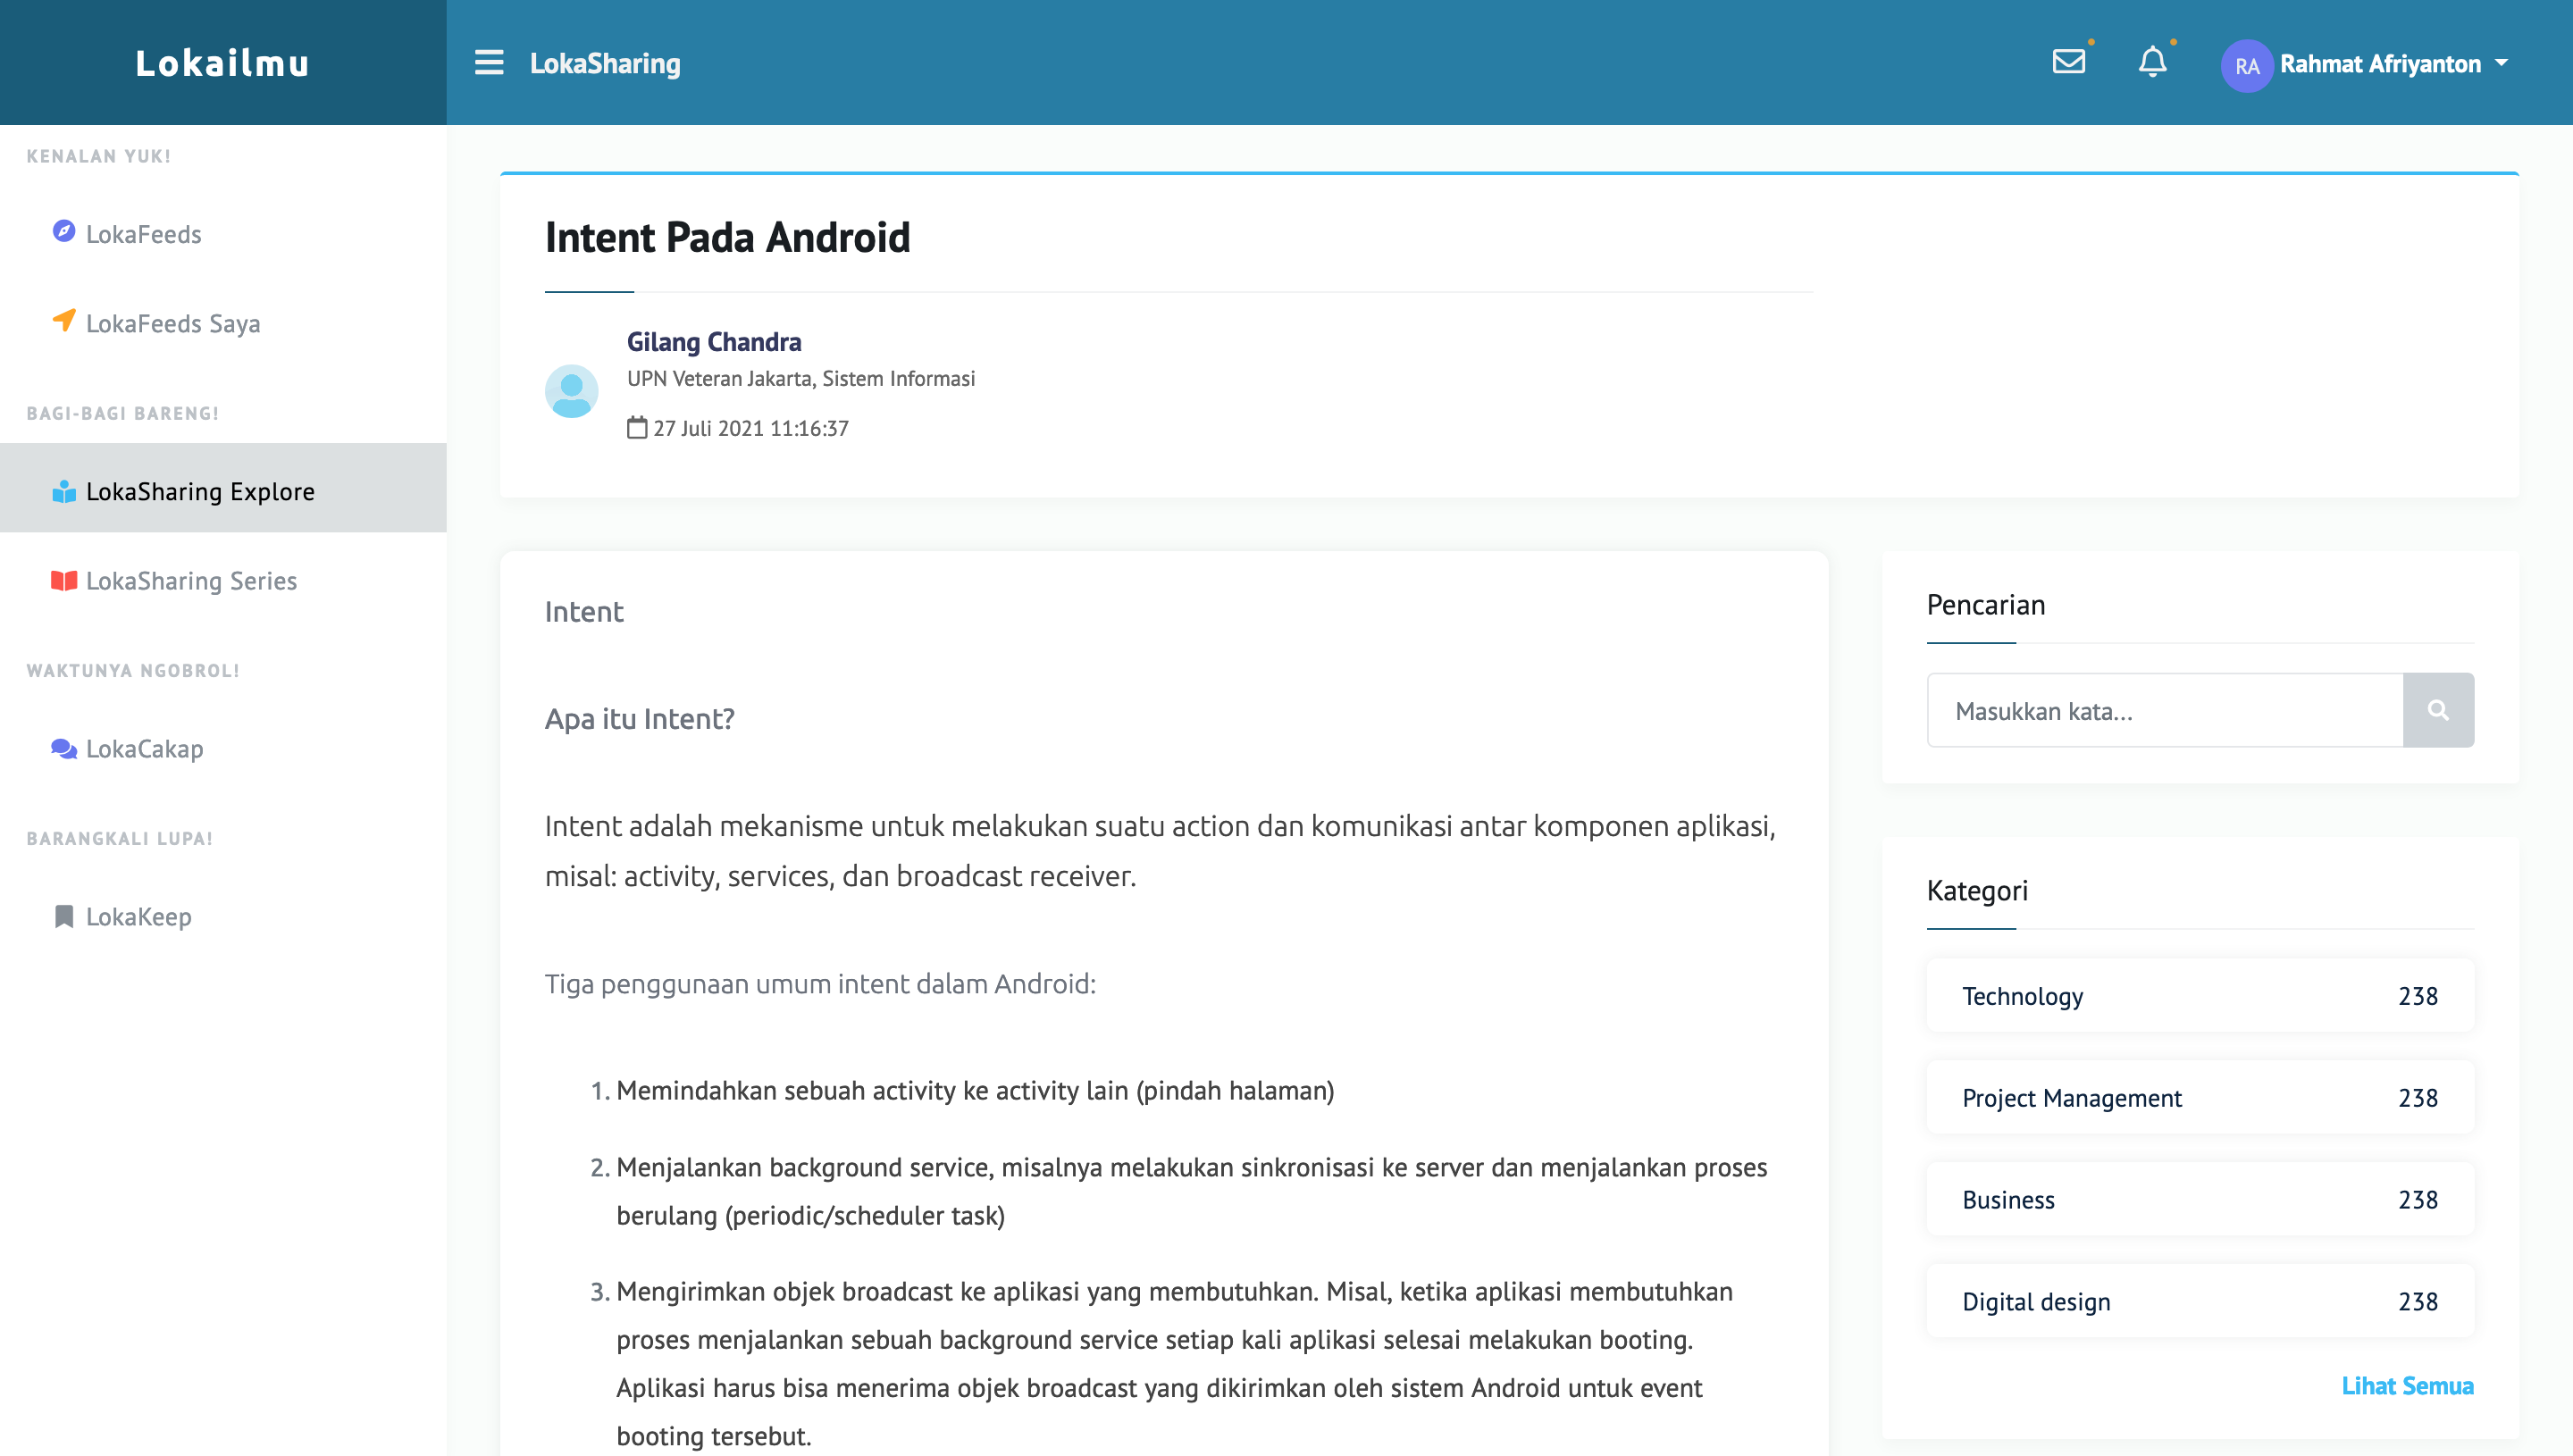 Lokailmu
LokaSharing
RA
Rahmat Afriyanton
KENALAN YUK!
LokaFeeds
LokaFeeds Saya
BAGI-BAGI BARENG!
LokaSharing Explore
LokaSharing Series
WAKTUNYA NGOBROL!
LokaCakap
BARANGKALI LUPA!
LokaKeep
Intent Pada Android
Gilang Chandra
UPN Veteran Jakarta, Sistem Informasi
27 Juli 2021 11:16:37
Intent
Apa itu Intent?
Intent adalah mekanisme untuk melakukan suatu action dan komunikasi antar komponen aplikasi,
misal: activity, services, dan broadcast receiver.
Tiga penggunaan umum intent dalam Android:
1. Memindahkan sebuah activity ke activity lain (pindah halaman)
2. Menjalankan background service, misalnya melakukan sinkronisasi ke server dan menjalankan proses
berulang (periodic/scheduler task)
3. Mengirimkan objek broadcast ke aplikasi yang membutuhkan. Misal, ketika aplikasi membutuhkan
proses menjalankan sebuah background service setiap kali aplikasi selesai melakukan booting.
Aplikasi harus bisa menerima objek broadcast yang dikirimkan oleh sistem Android untuk event
booting tersebut.
Pencarian
Masukkan kata...
Kategori
Technology 238
Project Management 238
Business 238
Digital design 238
Lihat Semua